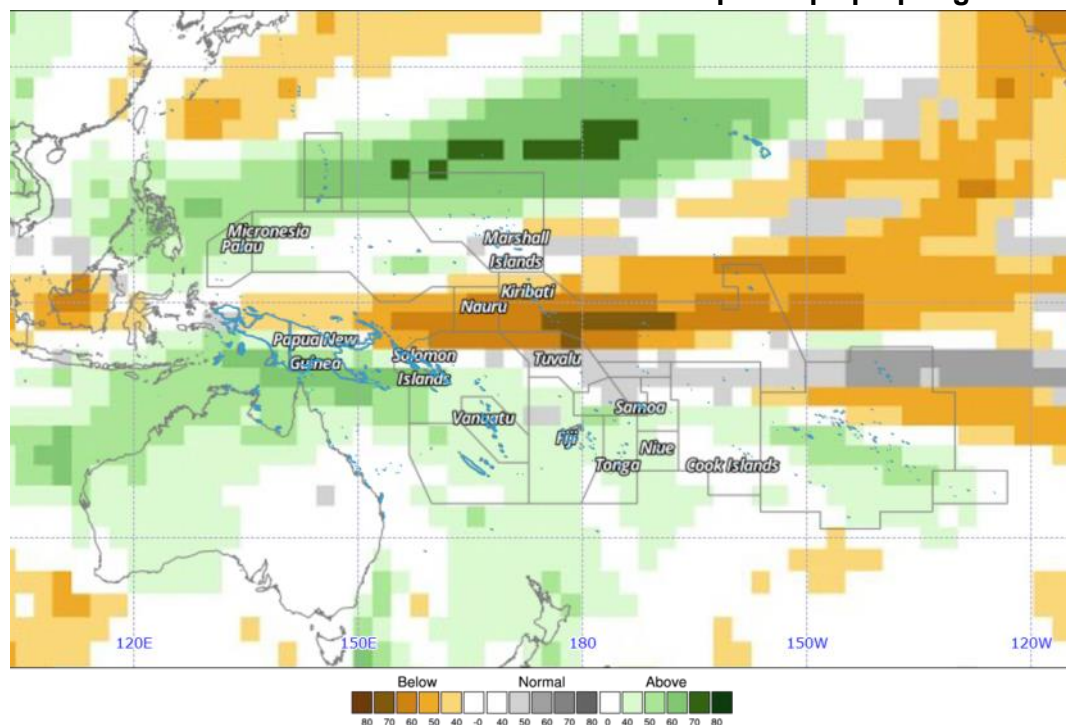 Micronesia
Palau
Marshall
Islands
Kiribati
Nauru
Papua New
Guinea
Solomon
Islands
Tuvalu
Vanuatu
Samoa
Fiji
Niue
Tonga
Cook Islands
120E 150E 180 150W 120W
Below Normal Above
80 70 60 50 40 -0 40 50 60 70 80 0 40 50 60 70 80